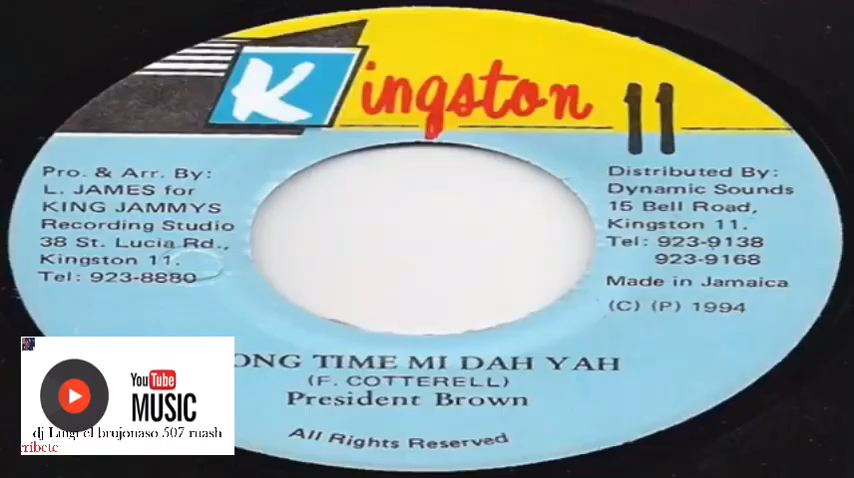 Kingston 11
Pro. & Arr. By:
L. JAMES for
KING JAMMYS
Recording Studio
38 St. Lucia Rd.,
Kingston 11.
Tel: 923-8880
Distributed By:
Dynamic Sounds
15 Bell Road,
Kingston 11.
Tel: 923-9138
923-9168
Made in Jamaica
(C) (P) 1994
ONG TIME MI DAH YAH
(F. COTTERELL)
President Brown
All Rights Reserved
YouTube
MUSIC
dj Luigi el brujonaso 507 ruash